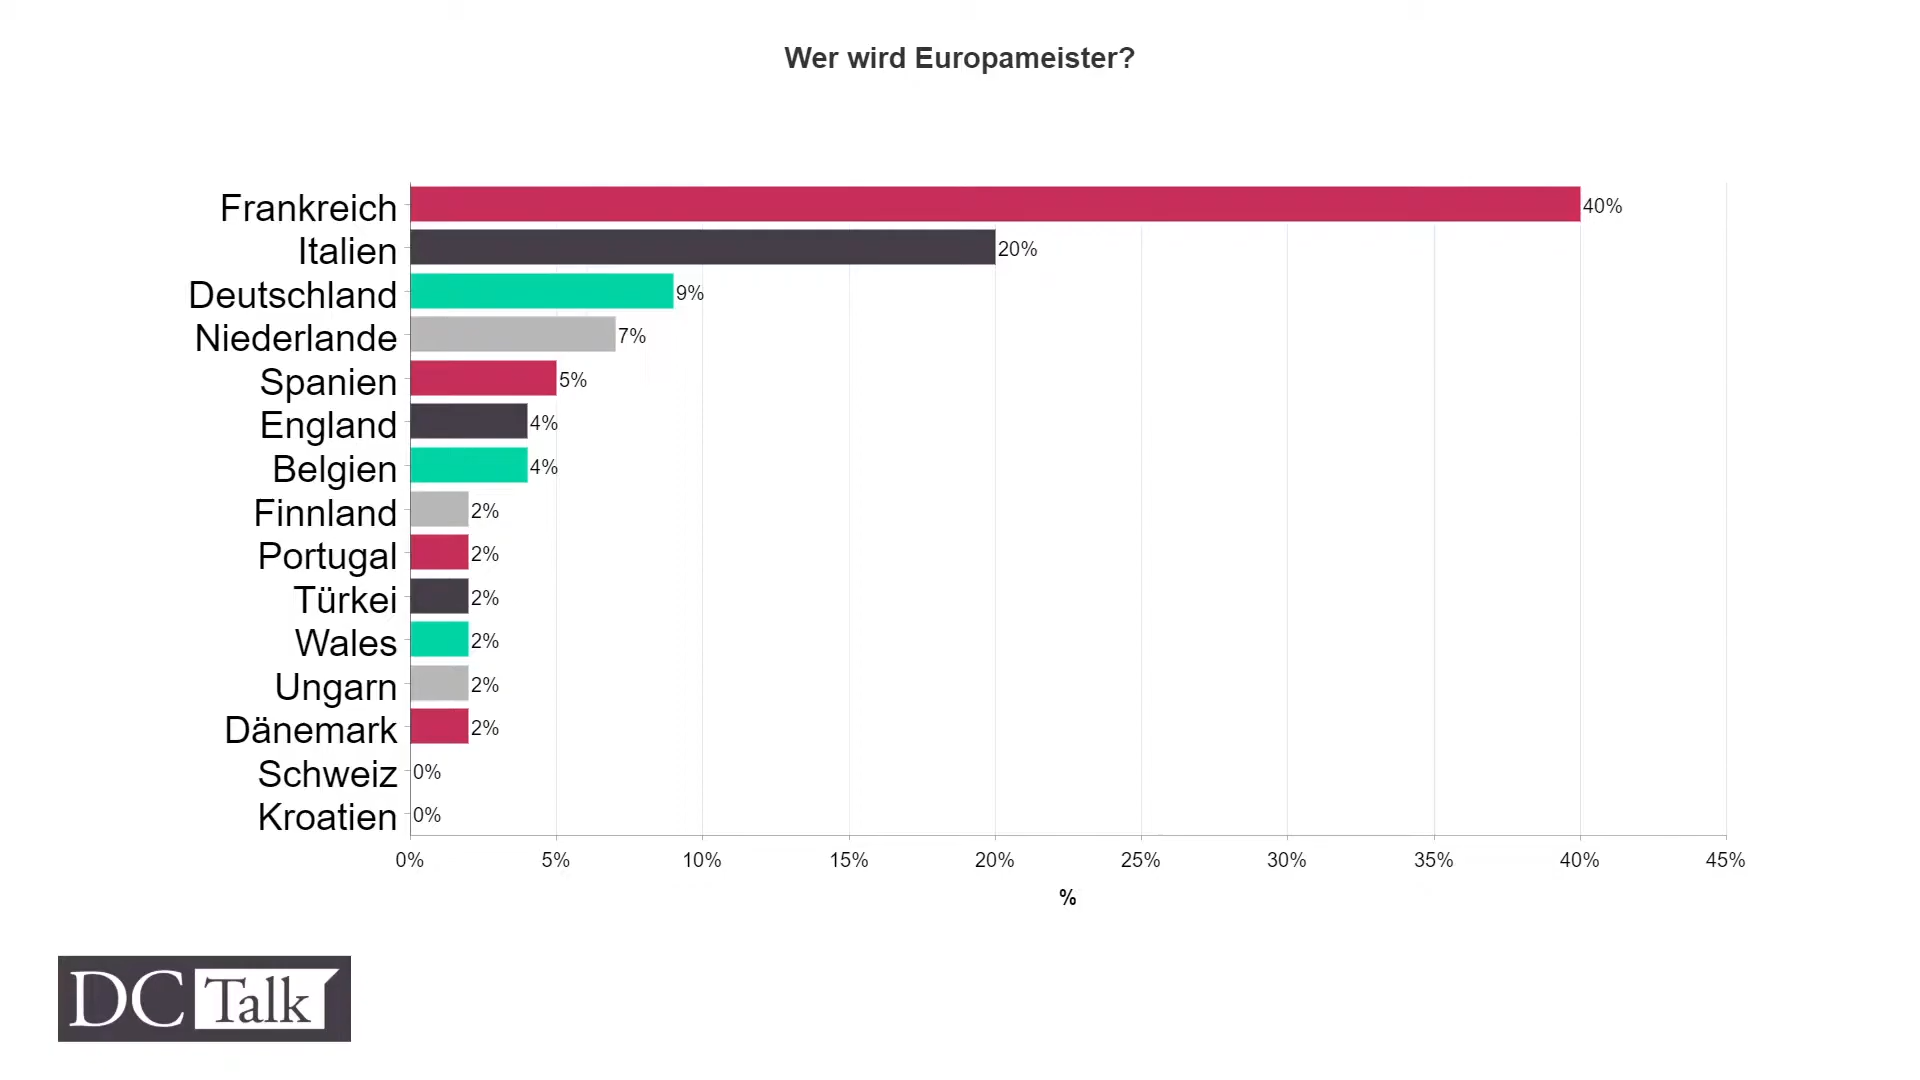 Wer wird Europameister?
Frankreich 40%
Italien 20%
Deutschland 9%
Niederlande 7%
Spanien 5%
England 4%
Belgien 4%
Finnland 2%
Portugal 2%
Türkei 2%
Wales 2%
Ungarn 2%
Dänemark 2%
Schweiz 0%
Kroatien 0%
0% 5% 10% 15% 20% 25% 30% 35% 40% 45%
%
DC Talk